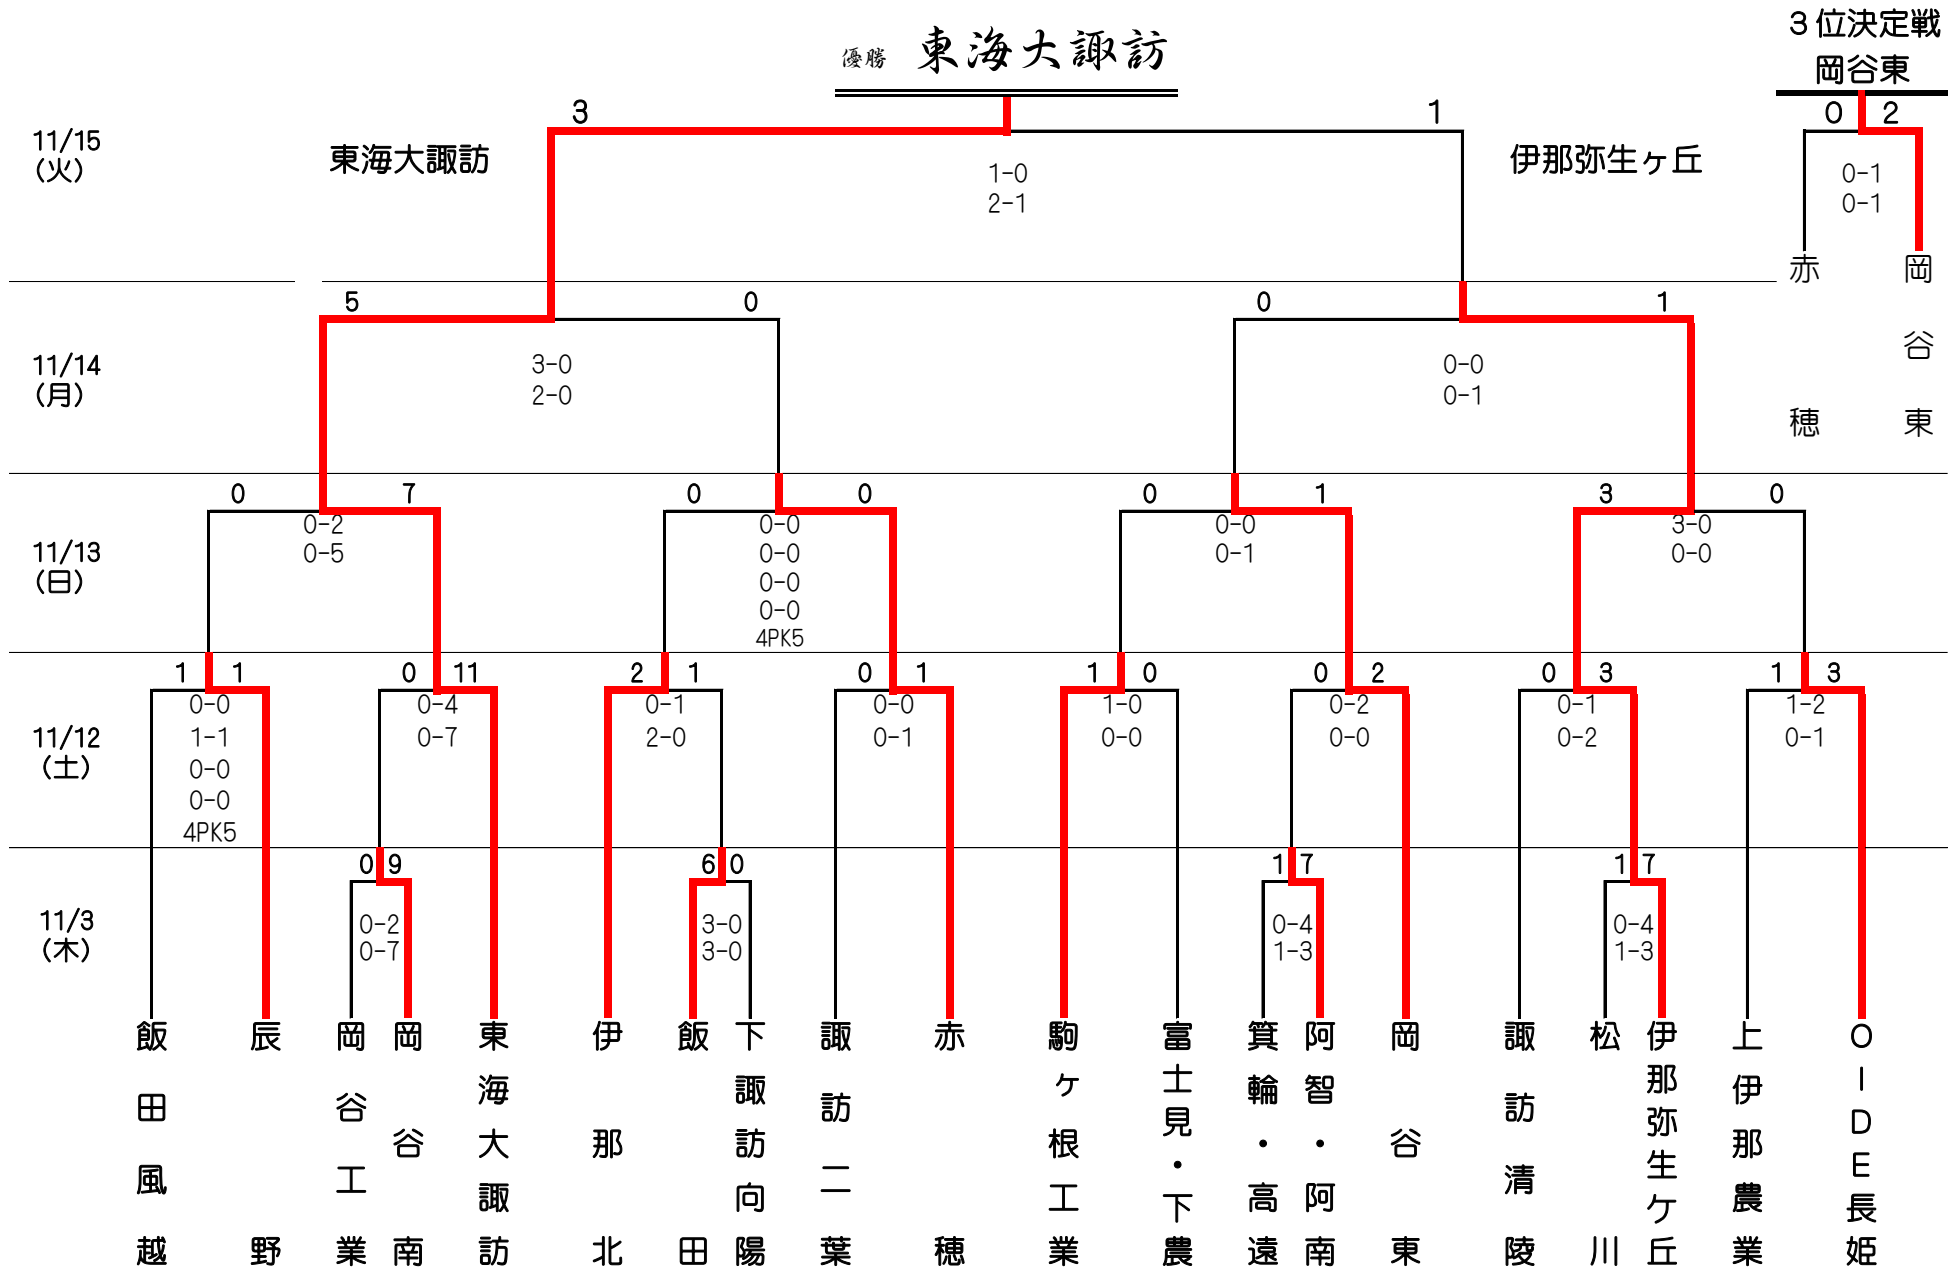 優勝 東海大諏訪
3位決定戦
岡谷東
3 1
0 2
11/15
(火)
東海大諏訪
伊那弥生ヶ丘
1-0
2-1
0-1
0-1
赤穂
岡谷東
5 0 0 1
11/14
(月)
3-0
2-0
0-0
0-1
0 7 0 0 0 1 3 0
11/13
(日)
0-2
0-5
0-0
0-0
0-0
0-0
4PK5
0-0
0-1
3-0
0-0
1 1 0 11 2 1 0 1 1 0 0 2 0 3 1 3
11/12
(土)
0-0
1-1
0-0
0-0
4PK5
0-4
0-7
0-1
2-0
0-0
0-1
1-0
0-0
0-2
0-0
0-1
0-2
1-2
0-1
0 9 6 0 1 7 1 7
11/3
(木)
0-2
0-7
3-0
3-0
0-4
1-3
0-4
1-3
飯田風越
辰野
岡谷工業
岡谷南
東海大諏訪
伊那北
飯田
下諏訪向陽
諏訪二葉
赤穂
駒ヶ根工業
富士見・下農
箕輪・高遠
阿智・阿南
岡谷東
諏訪清陵
松川
伊那弥生ケ丘
上伊那農業
OIDE長姫